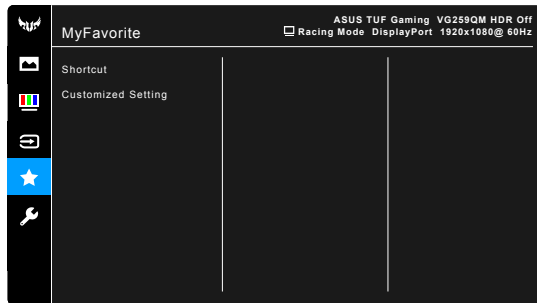 MyFavorite
ASUS TUF Gaming VG259QM HDR Off
Racing Mode DisplayPort 1920x1080@ 60Hz
Shortcut
Customized Setting